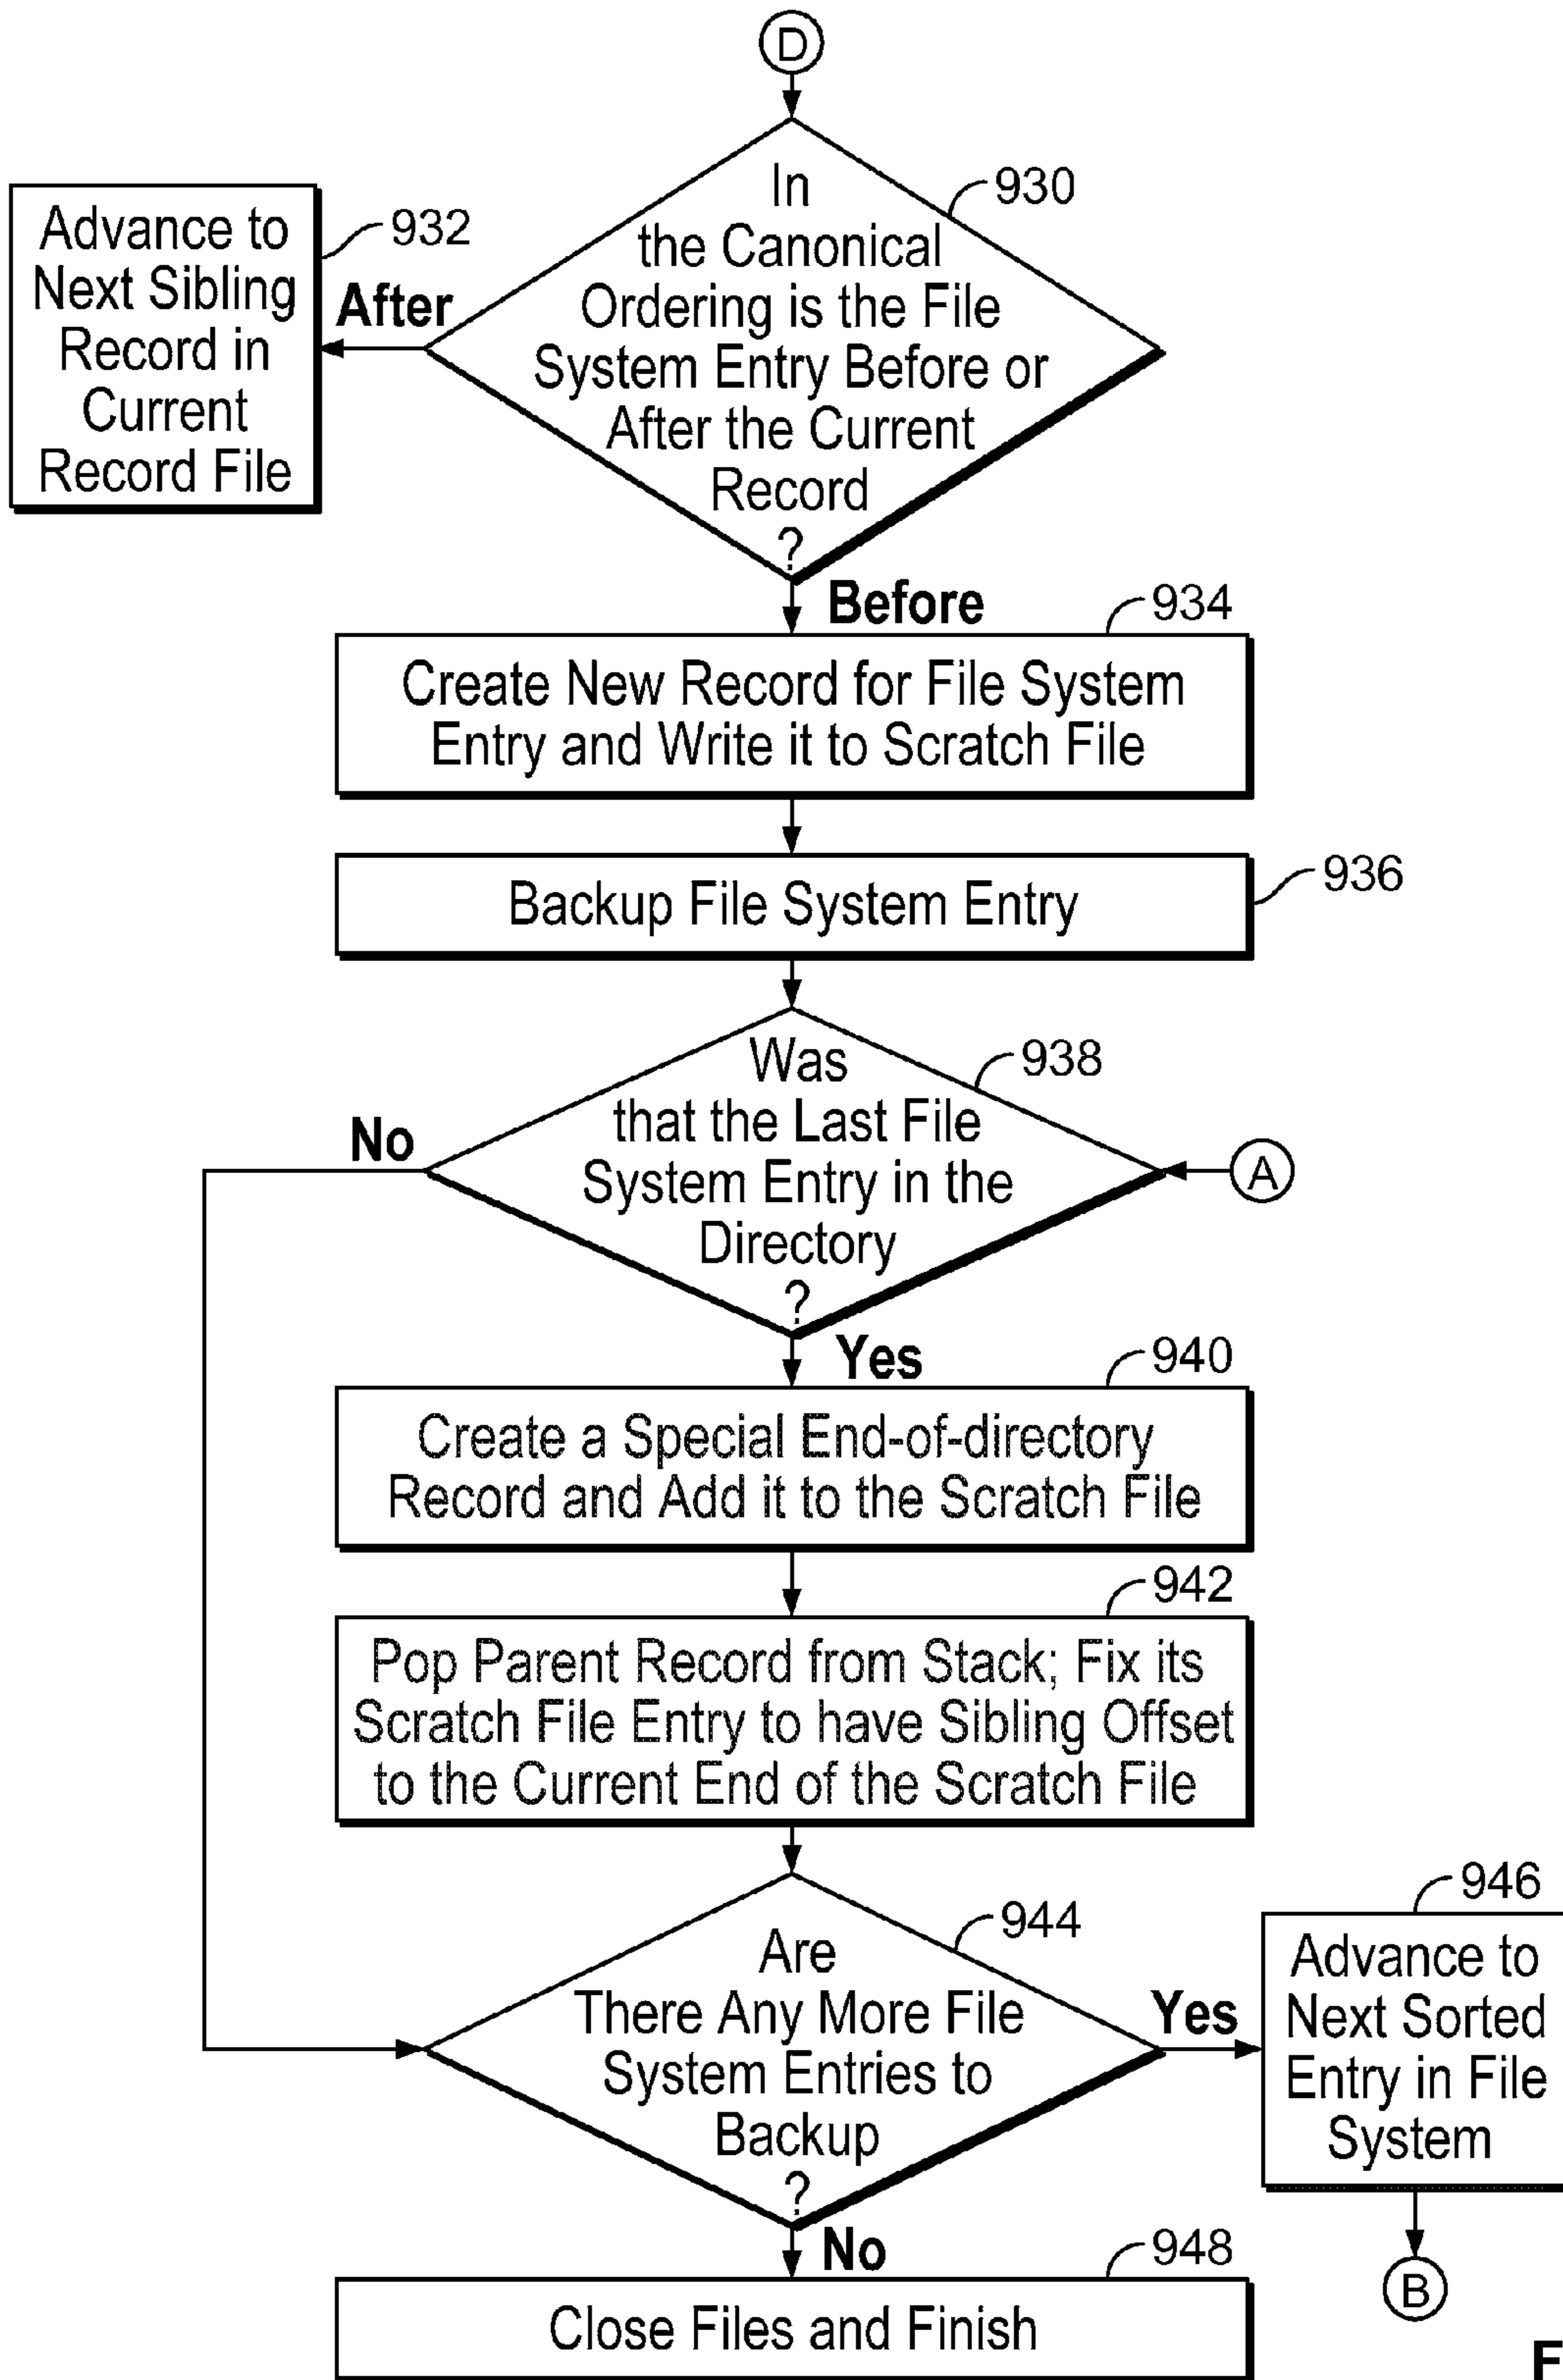 D
In
the Canonical
Ordering is the File
System Entry Before or
After the Current
Record
?
930
Advance to
Next Sibling
Record in
Current
Record File
932
After
Before
934
Create New Record for File System
Entry and Write it to Scratch File
Backup File System Entry
936
Was
that the Last File
System Entry in the
Directory
?
938
No
A
Yes
940
Create a Special End-of-directory
Record and Add it to the Scratch File
942
Pop Parent Record from Stack; Fix its
Scratch File Entry to have Sibling Offset
to the Current End of the Scratch File
Are
There Any More File
System Entries to
Backup
?
944
Yes
946
Advance to
Next Sorted
Entry in File
System
B
No
948
Close Files and Finish
F